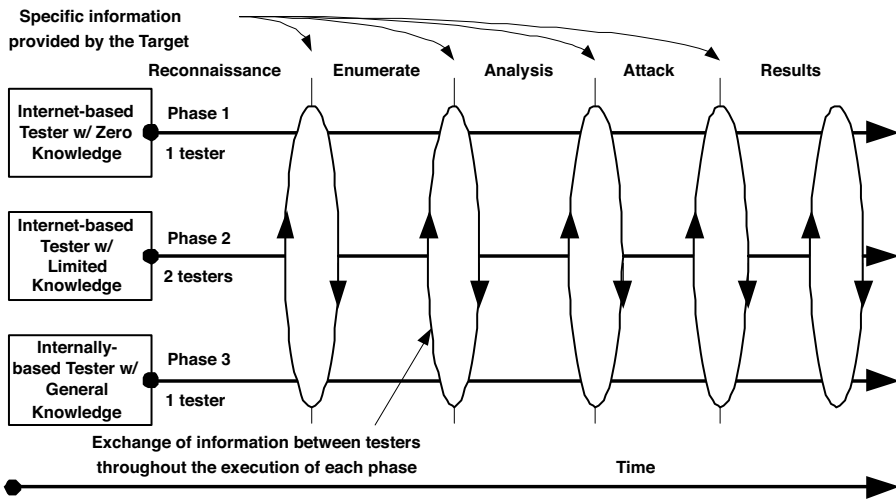 Specific information
provided by the Target
Reconnaissance
Enumerate
Analysis
Attack
Results
Internet-based
Tester w/ Zero
Knowledge
Phase 1
1 tester
Internet-based
Tester w/
Limited
Knowledge
Phase 2
2 testers
Internally-
based Tester w/
General
Knowledge
Phase 3
1 tester
Exchange of information between testers
throughout the execution of each phase
Time